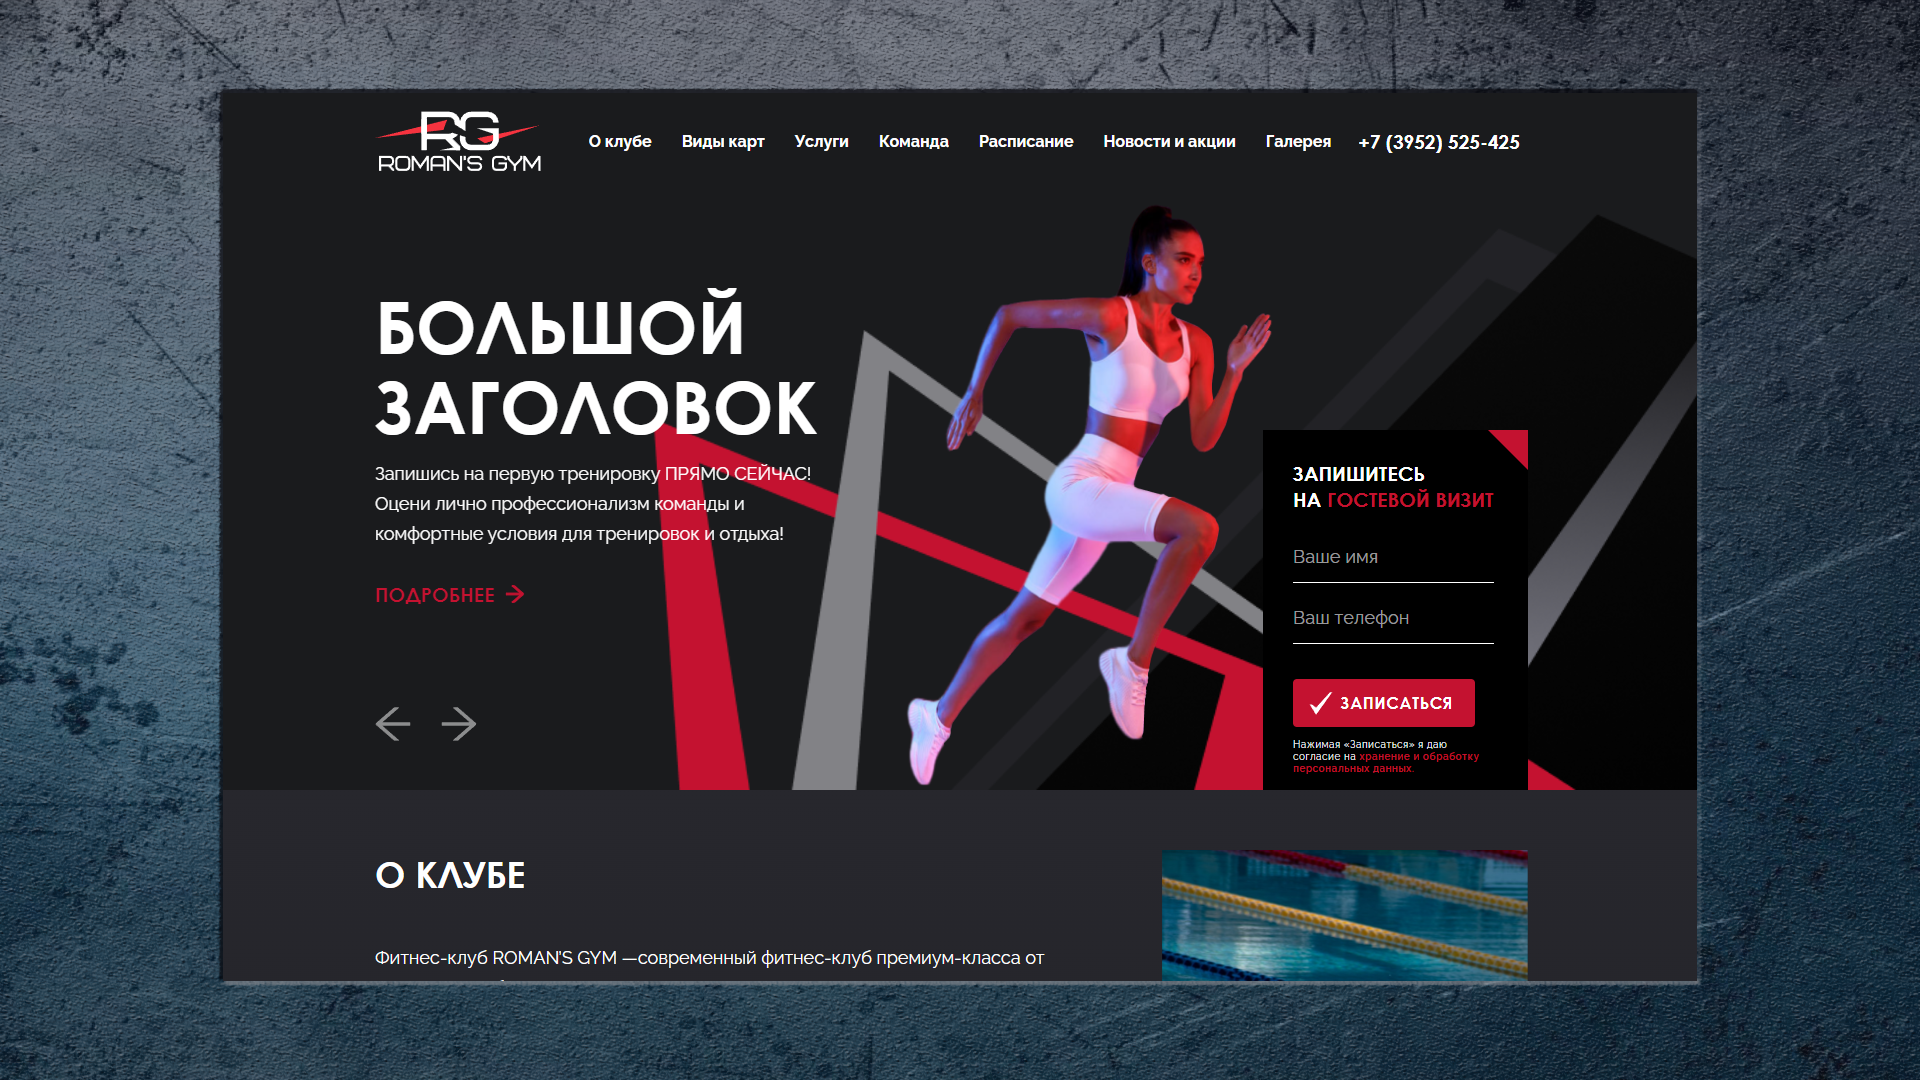 RG
ROMAN'S GYM
О клубе
Виды карт
Услуги
Команда
Расписание
Новости и акции
Галерея
+7 (3952) 525-425
БОЛЬШОЙ
ЗАГОЛОВОК
Запишись на первую тренировку ПРЯМО СЕЙЧАС!
Оцени лично профессионализм команды и
комфортные условия для тренировок и отдыха!
ПОДРОБНЕЕ
ЗАПИШИТЕСЬ
НА ГОСТЕВОЙ ВИЗИТ
Ваше имя
Ваш телефон
ЗАПИСАТЬСЯ
Нажимая «Записаться» я даю
согласие на хранение и обработку
персональных данных.
О КЛУБЕ
Фитнес-клуб ROMAN'S GYM —современный фитнес-клуб премиум-класса от